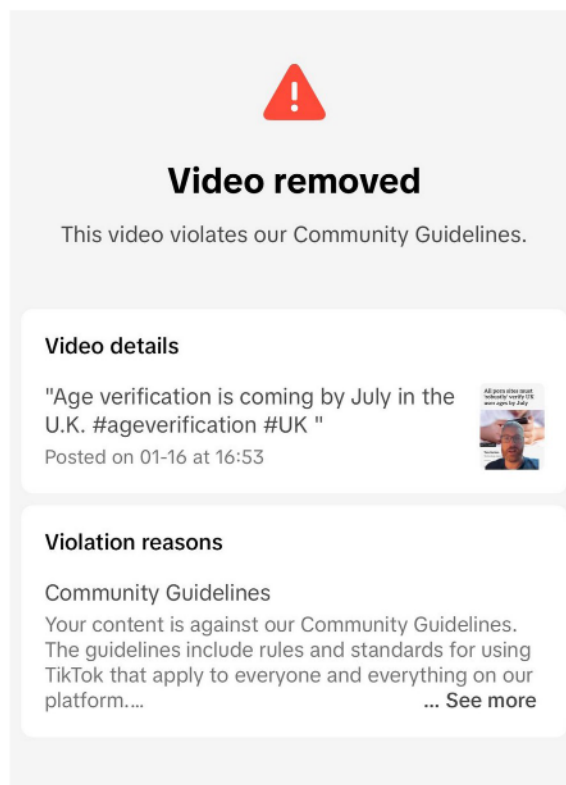 Video removed
This video violates our Community Guidelines.
Video details
"Age verification is coming by July in the
U.K. #ageverification #UK "
Posted on 01-16 at 16:53
All porn sites must
'robustly' verify UK
user ages by July
Violation reasons
Community Guidelines
Your content is against our Community Guidelines.
The guidelines include rules and standards for using
TikTok that apply to everyone and everything on our
platform.... ... See more